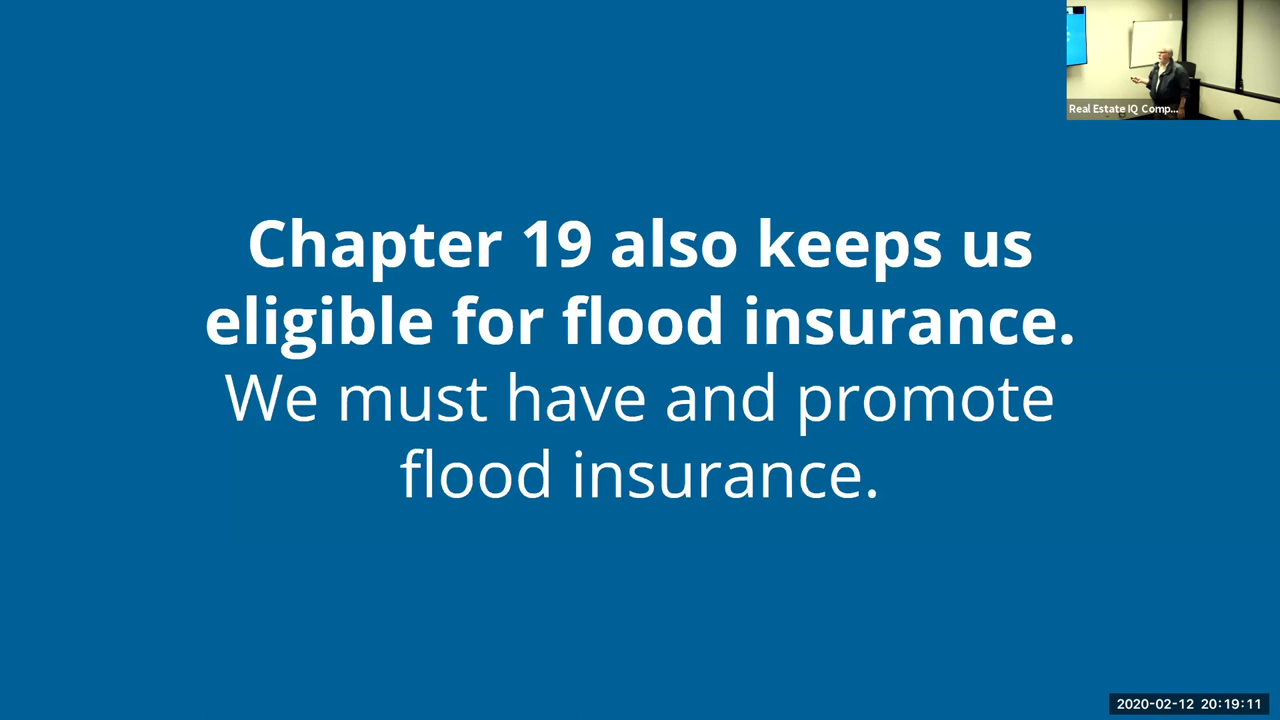 Real Estate IQ Comp...
Chapter 19 also keeps us
eligible for flood insurance.
We must have and promote
flood insurance.
2020-02-12 20:19:11